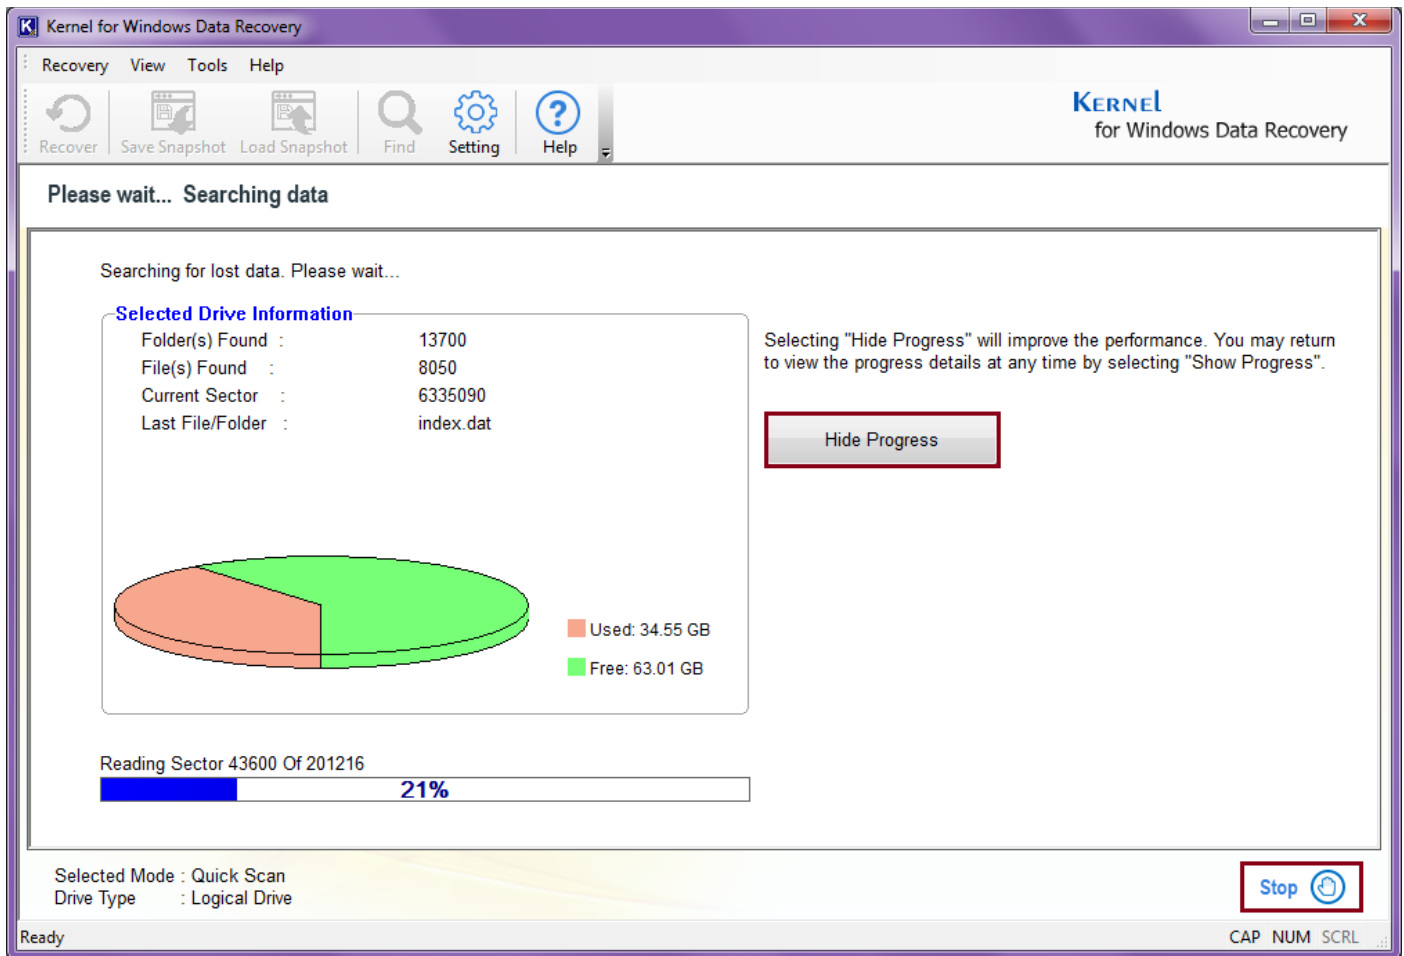 Kernel for Windows Data Recovery
Recovery View Tools Help
Recover Save Snapshot Load Snapshot Find Setting Help
KERNEl
for Windows Data Recovery
Please wait... Searching data
Searching for lost data. Please wait...
Selected Drive Information
Folder(s) Found : 13700
File(s) Found : 8050
Current Sector : 6335090
Last File/Folder : index.dat
Selecting "Hide Progress" will improve the performance. You may return
to view the progress details at any time by selecting "Show Progress".
Hide Progress
Used: 34.55 GB
Free: 63.01 GB
Reading Sector 43600 Of 201216
21%
Selected Mode : Quick Scan
Drive Type : Logical Drive
Stop
Ready
CAP NUM SCRL